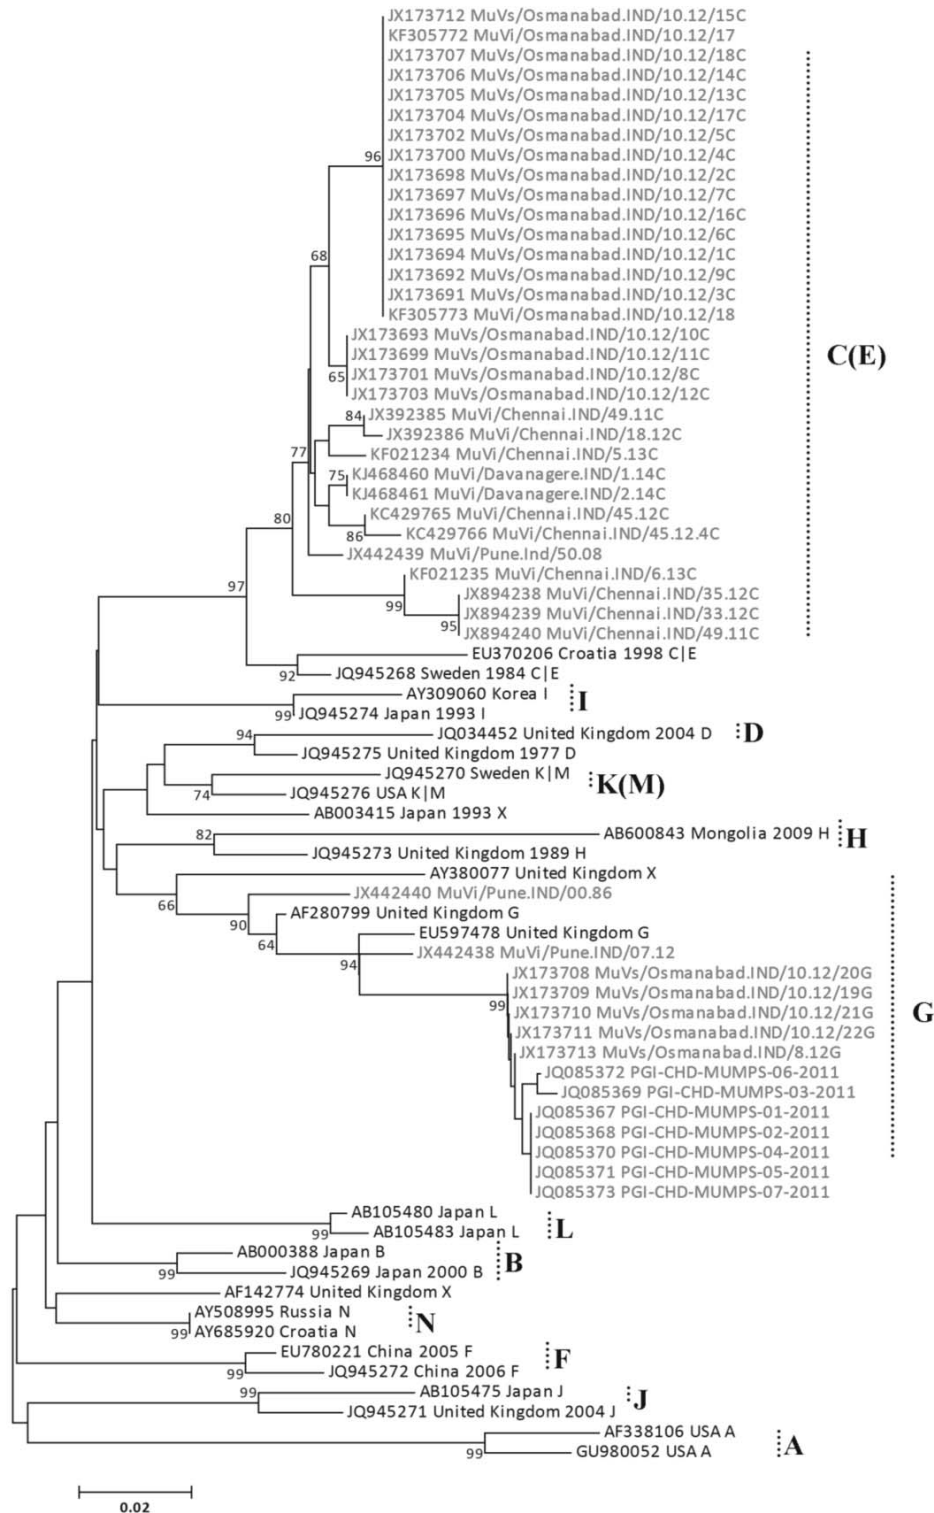 JX173712 MuVs/Osmanabad.IND/10.12/15C
KF305772 MuVi/Osmanabad.IND/10.12/17
JX173707 MuVs/Osmanabad.IND/10.12/18C
JX173706 MuVs/Osmanabad.IND/10.12/14C
JX173705 MuVs/Osmanabad.IND/10.12/13C
JX173704 MuVs/Osmanabad.IND/10.12/17C
JX173702 MuVs/Osmanabad.IND/10.12/5C
96 JX173700 MuVs/Osmanabad.IND/10.12/4C
JX173698 MuVs/Osmanabad.IND/10.12/2C
JX173697 MuVs/Osmanabad.IND/10.12/7C
JX173696 MuVs/Osmanabad.IND/10.12/16C
JX173695 MuVs/Osmanabad.IND/10.12/6C
68 JX173694 MuVs/Osmanabad.IND/10.12/1C
JX173692 MuVs/Osmanabad.IND/10.12/9C
JX173691 MuVs/Osmanabad.IND/10.12/3C
KF305773 MuVi/Osmanabad.IND/10.12/18
JX173693 MuVs/Osmanabad.IND/10.12/10C
JX173699 MuVs/Osmanabad.IND/10.12/11C C(E)
65 JX173701 MuVs/Osmanabad.IND/10.12/8C
JX173703 MuVs/Osmanabad.IND/10.12/12C
84 JX392385 MuVi/Chennai.IND/49.11C
JX392386 MuVi/Chennai.IND/18.12C
77 KF021234 MuVi/Chennai.IND/5.13C
75 KJ468460 MuVi/Davanagere.IND/1.14C
KJ468461 MuVi/Davanagere.IND/2.14C
80 KC429765 MuVi/Chennai.IND/45.12C
86 KC429766 MuVi/Chennai.IND/45.12.4C
JX442439 MuVi/Pune.Ind/50.08
KF021235 MuVi/Chennai.IND/6.13C
97 99 JX894238 MuVi/Chennai.IND/35.12C
JX894239 MuVi/Chennai.IND/33.12C
95 JX894240 MuVi/Chennai.IND/49.11C
EU370206 Croatia 1998 C|E
92 JQ945268 Sweden 1984 C|E
AY309060 Korea I I
99 JQ945274 Japan 1993 I
94 JQ034452 United Kingdom 2004 D D
JQ945275 United Kingdom 1977 D
JQ945270 Sweden K|M K(M)
74 JQ945276 USA K|M
AB003415 Japan 1993 X
82 AB600843 Mongolia 2009 H H
JQ945273 United Kingdom 1989 H
AY380077 United Kingdom X
66 JX442440 MuVi/Pune.IND/00.86
90 AF280799 United Kingdom G
64 EU597478 United Kingdom G
94 JX442438 MuVi/Pune.IND/07.12
JX173708 MuVs/Osmanabad.IND/10.12/20G
99 JX173709 MuVs/Osmanabad.IND/10.12/19G
JX173710 MuVs/Osmanabad.IND/10.12/21G G
JX173711 MuVs/Osmanabad.IND/10.12/22G
JX173713 MuVs/Osmanabad.IND/8.12G
JQ085372 PGI-CHD-MUMPS-06-2011
JQ085369 PGI-CHD-MUMPS-03-2011
JQ085367 PGI-CHD-MUMPS-01-2011
JQ085368 PGI-CHD-MUMPS-02-2011
JQ085370 PGI-CHD-MUMPS-04-2011
JQ085371 PGI-CHD-MUMPS-05-2011
JQ085373 PGI-CHD-MUMPS-07-2011
AB105480 Japan L L
99 AB105483 Japan L
AB000388 Japan B B
99 JQ945269 Japan 2000 B
AF142774 United Kingdom X
AY508995 Russia N N
99 AY685920 Croatia N
EU780221 China 2005 F F
99 JQ945272 China 2006 F
99 AB105475 Japan J J
JQ945271 United Kingdom 2004 J
AF338106 USA A A
99 GU980052 USA A
0.02